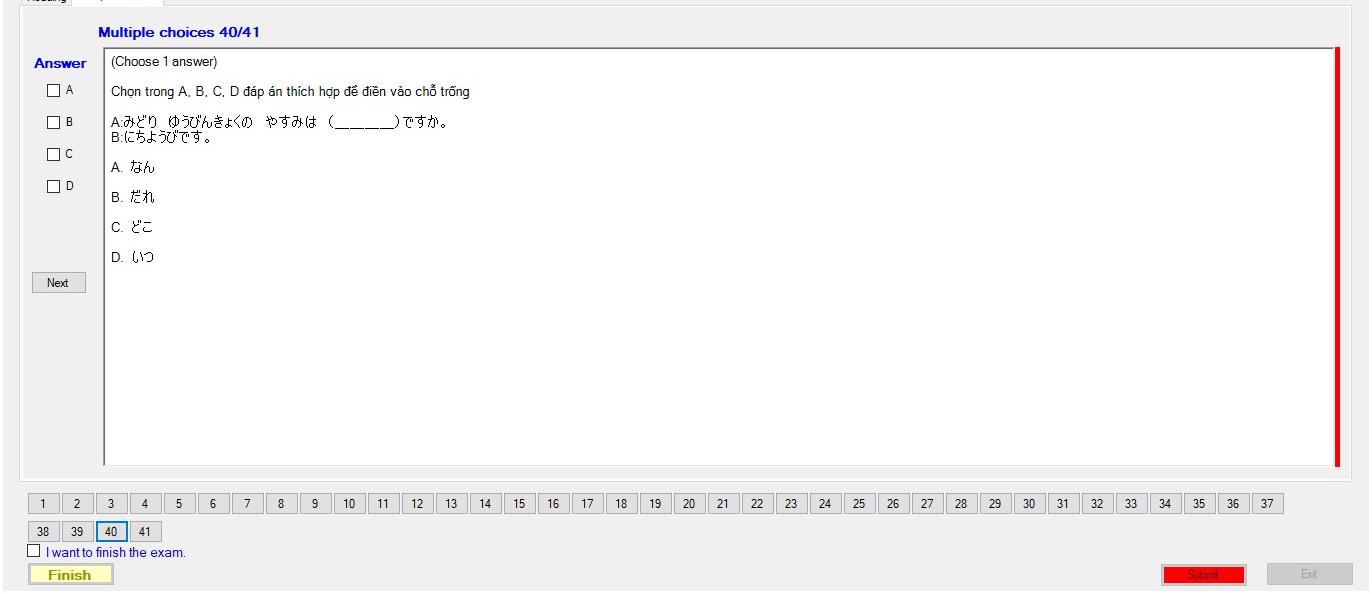 Multiple choices 40/41
Answer
(Choose 1 answer)
A
Chọn trong A, B, C, D đáp án thích hợp để điền vào chỗ trống
B
A:みどり ゆうびんきょくの やすみは (________)ですか。
B:にちようびです。
C
A. なん
D
B. だれ
C. どこ
D. いつ
Next
1 2 3 4 5 6 7 8 9 10 11 12 13 14 15 16 17 18 19 20 21 22 23 24 25 26 27 28 29 30 31 32 33 34 35 36 37
38 39 40 41
I want to finish the exam.
Finish
Submit
Exit